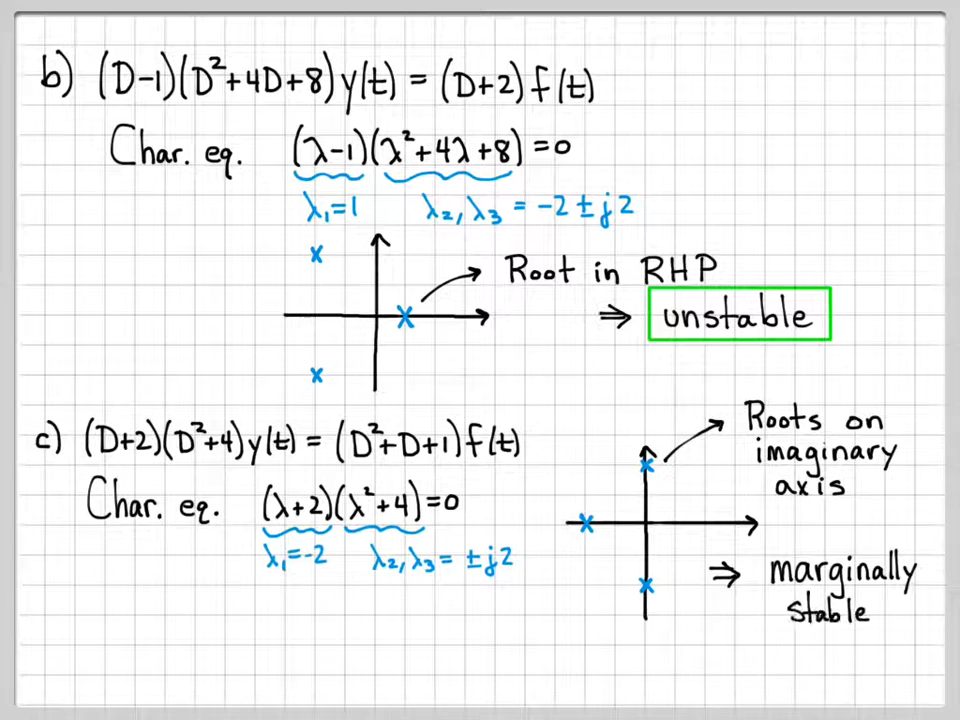 b) (D-1)(D²+4D+8)y(t) = (D+2)f(t)
Char. eq. (λ-1)(λ²+4λ+8)=0
λ₁=1 λ₂,λ₃ = -2 ± j2
Root in RHP
⇒ unstable
c) (D+2)(D²+4)y(t) = (D²+D+1)f(t)
Char. eq. (λ+2)(λ²+4)=0
λ₁=-2 λ₂,λ₃ = ±j2
Roots on
imaginary
axis
⇒ marginally
stable